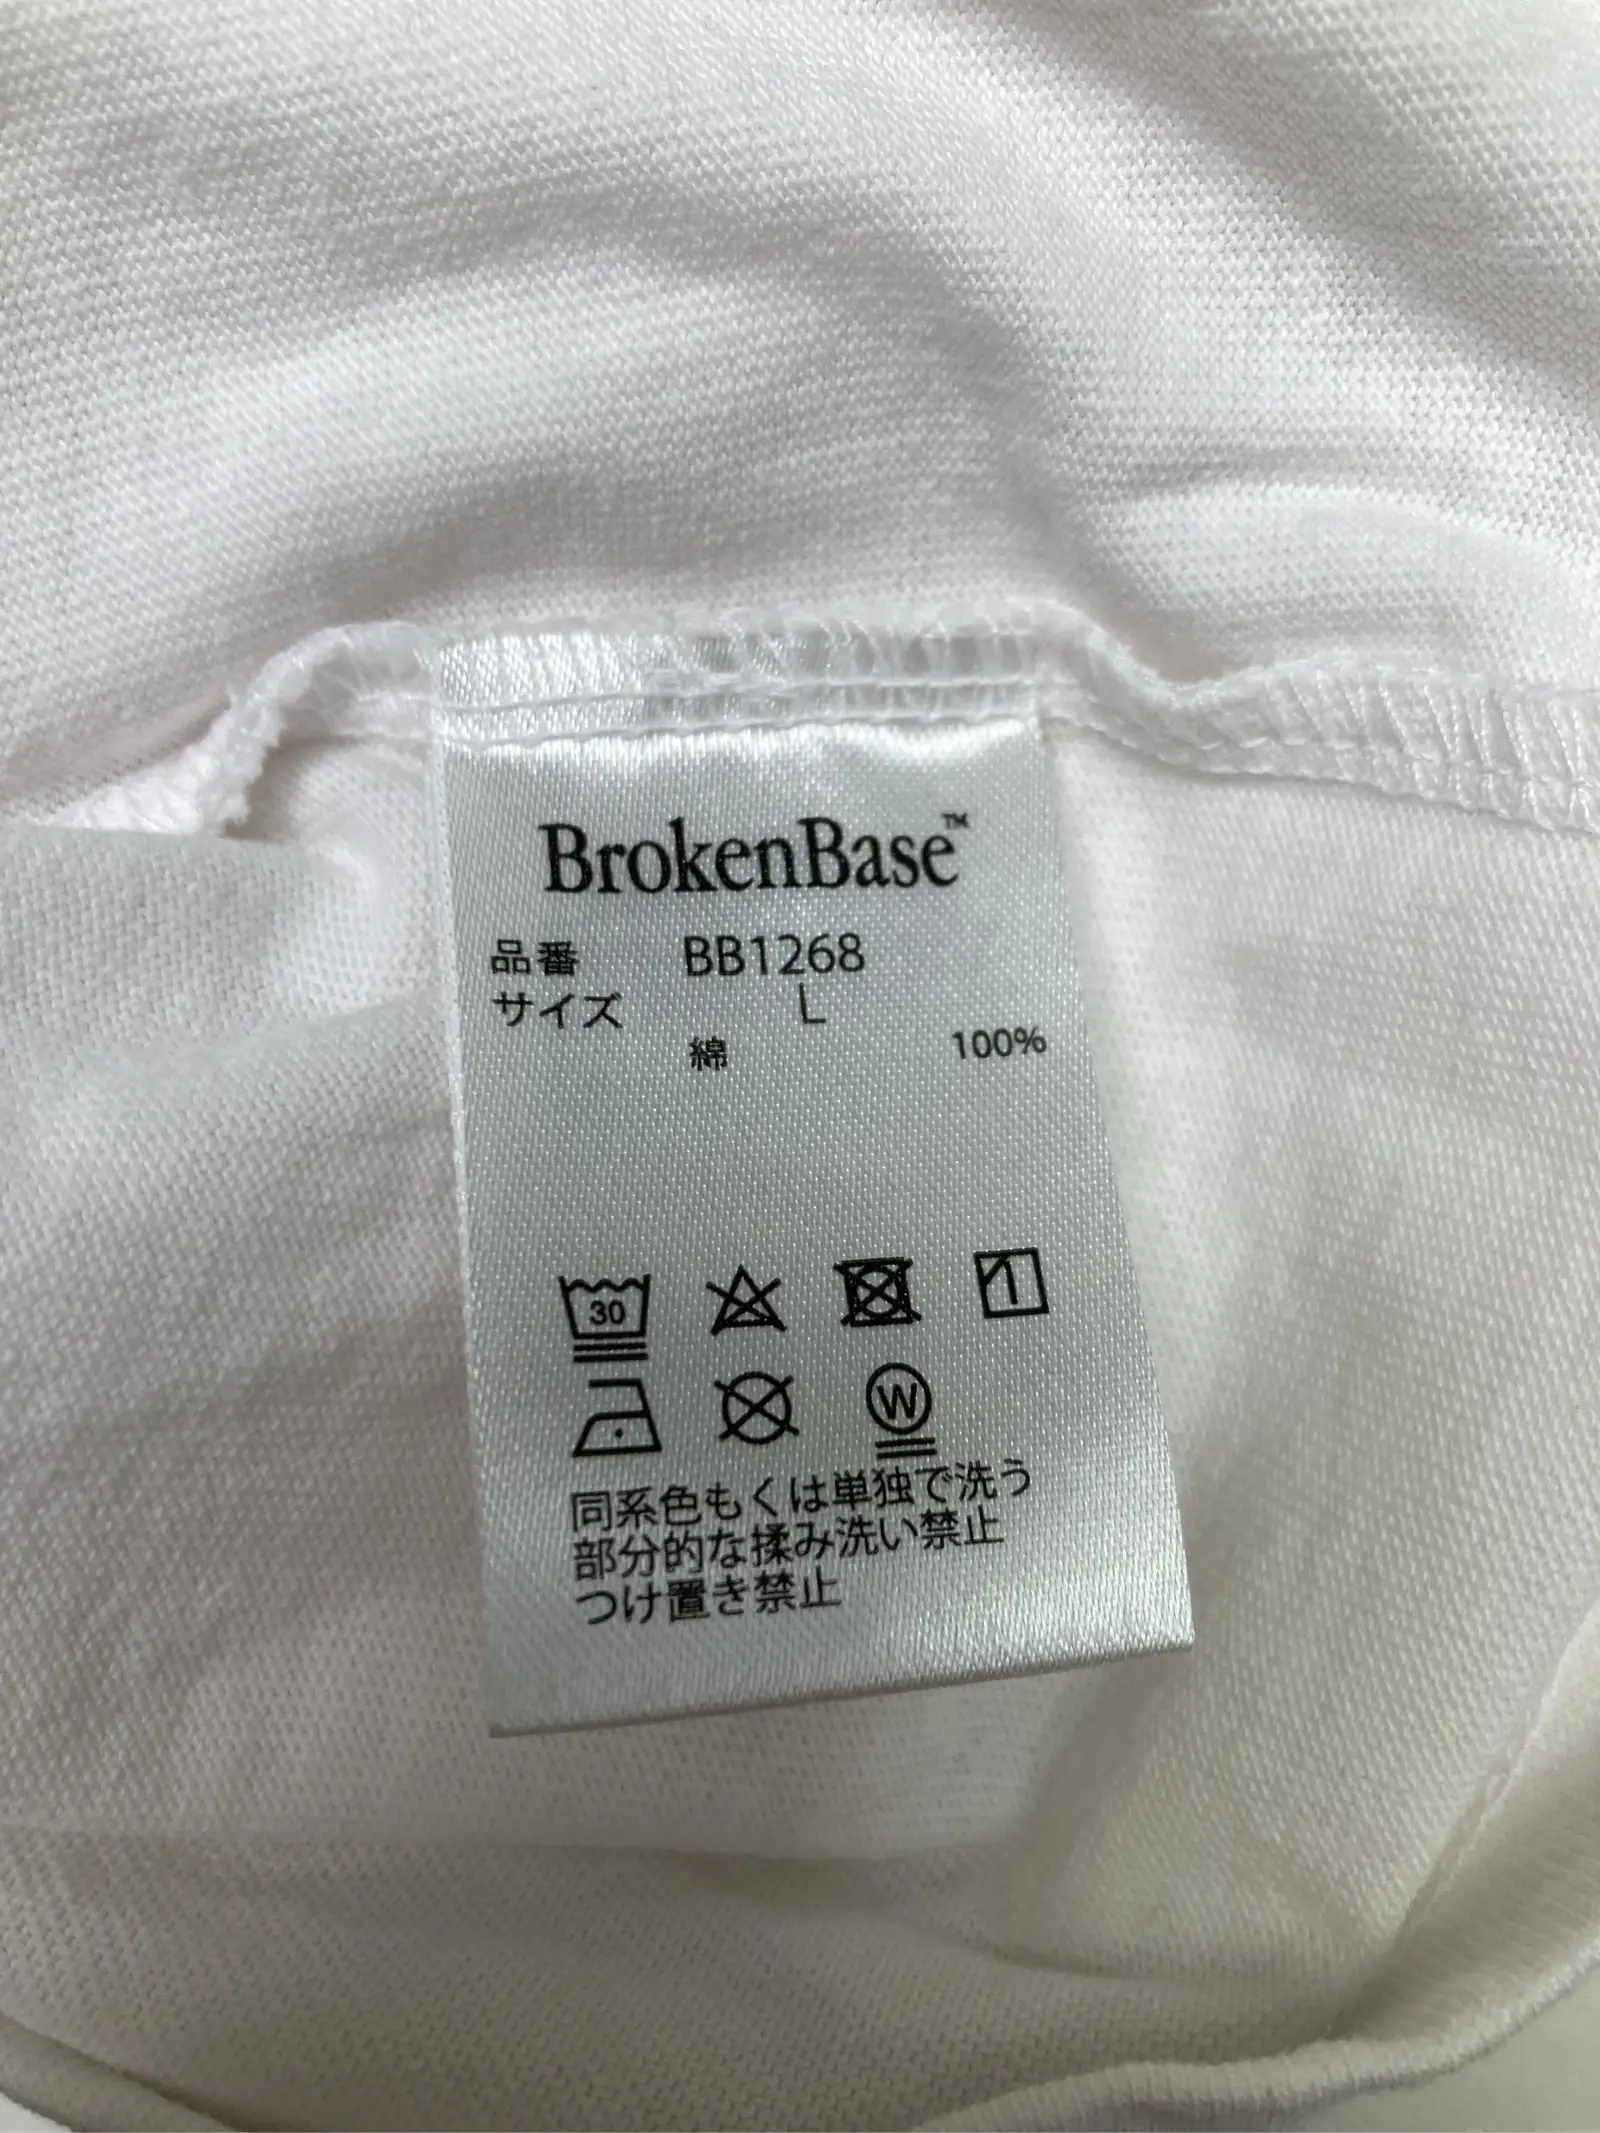 BrokenBase™
品番 BB1268
サイズ L
綿 100%
30
W
同系色もくは単独で洗う
部分的な揉み洗い禁止
つけ置き禁止